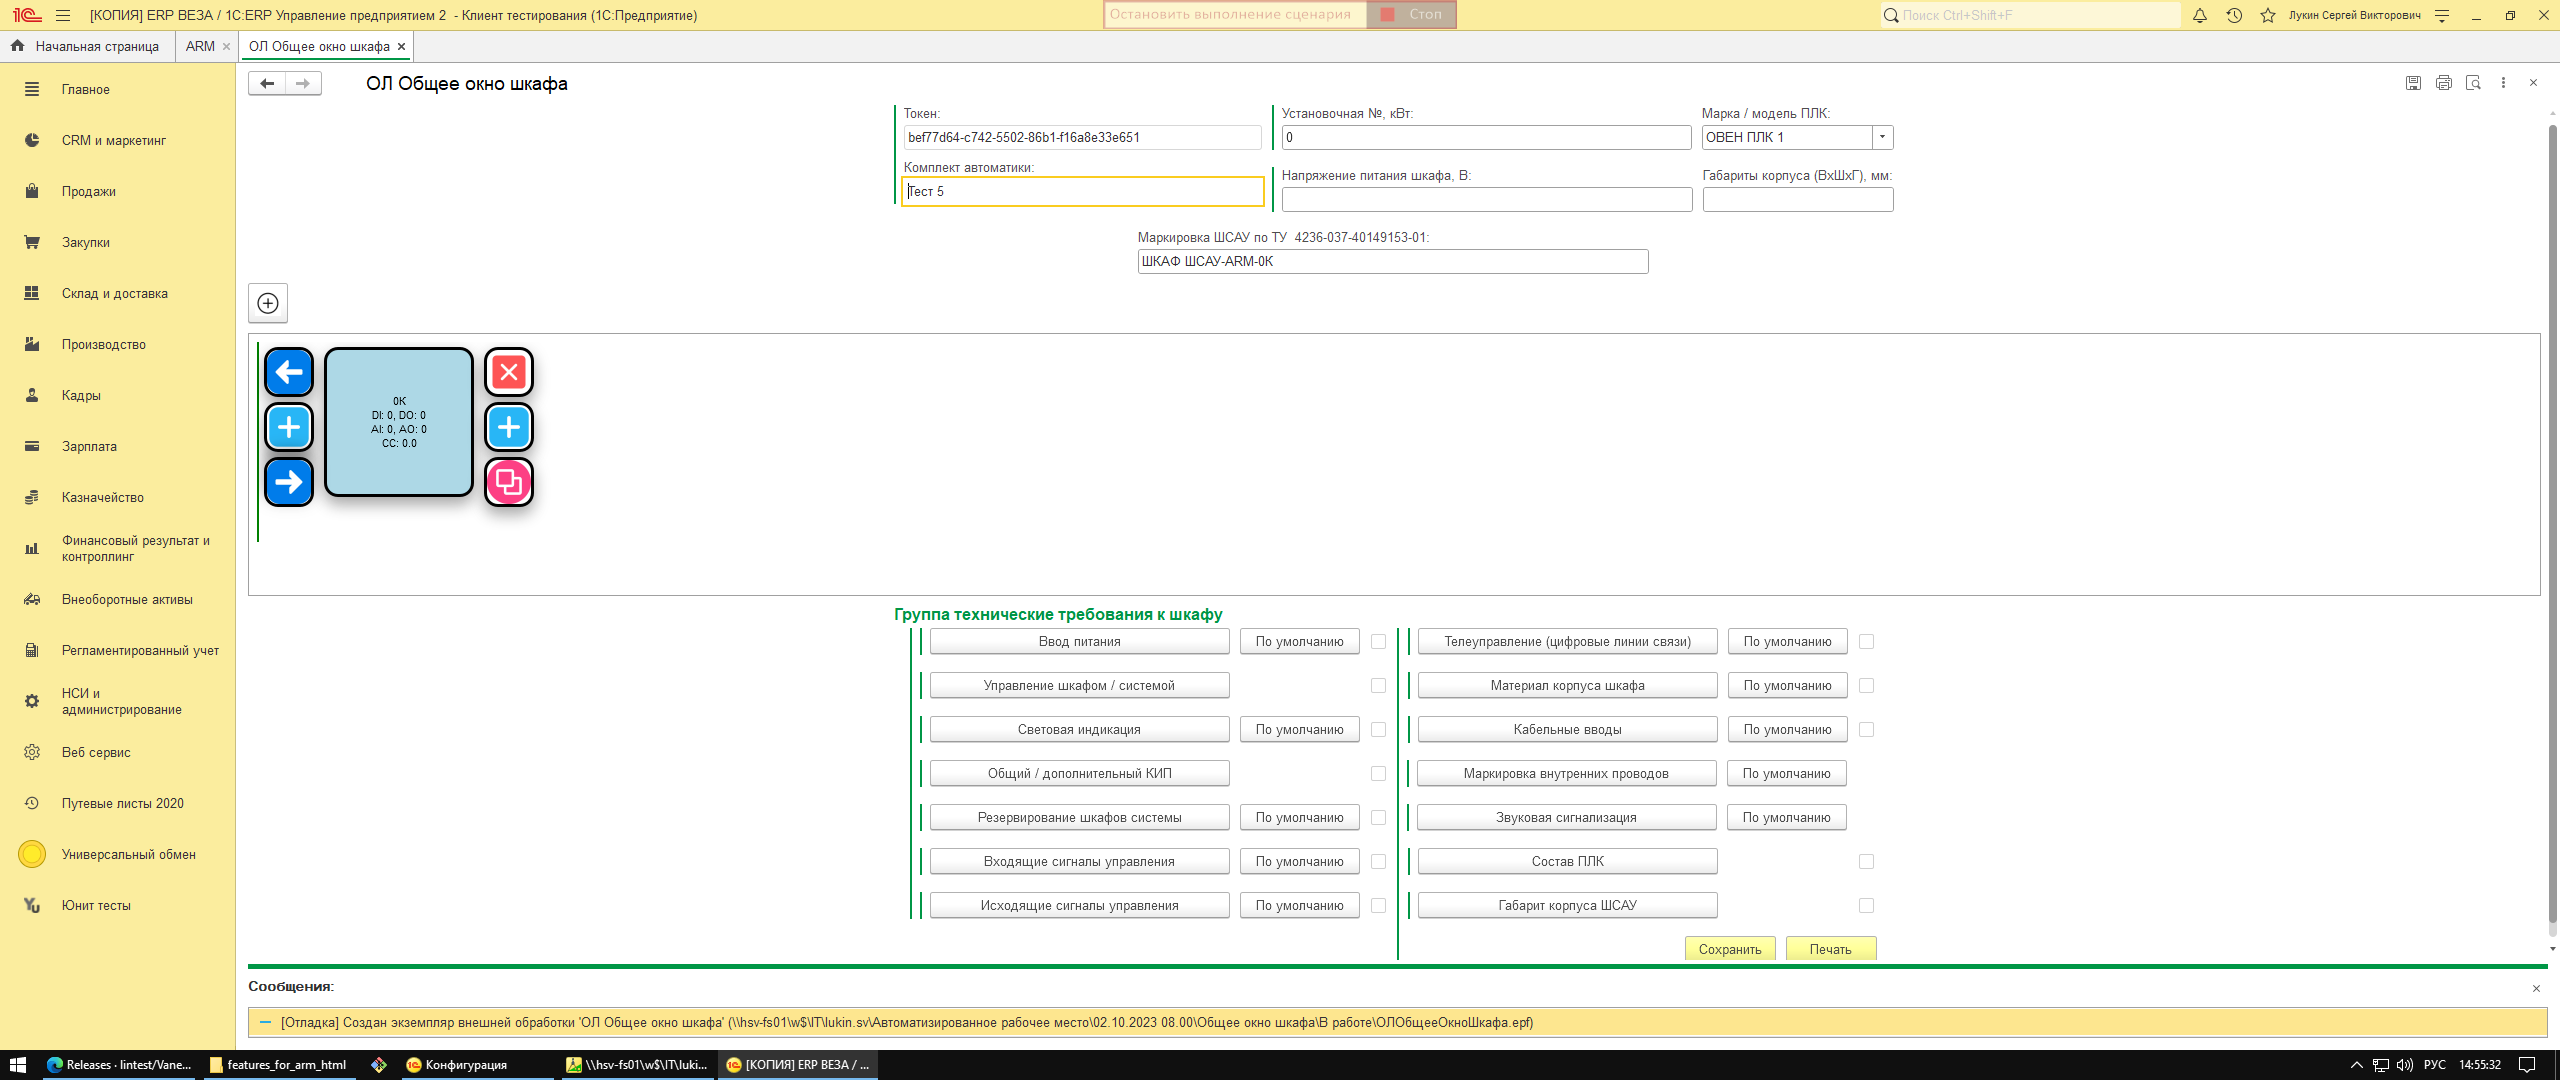 [КОПИЯ] ERP ВЕЗА / 1С:ERP Управление предприятием 2 - Клиент тестирования (1С:Предприятие)
Остановить выполнение сценария
Стоп
Поиск Ctrl+Shift+F
Лукин Сергей Викторович
Начальная страница
ARM
ОЛ Общее окно шкафа
Главное
CRM и маркетинг
Продажи
Закупки
Склад и доставка
Производство
Кадры
Зарплата
Казначейство
Финансовый результат и
контроллинг
Внеоборотные активы
Регламентированный учет
НСИ и
администрирование
Веб сервис
Путевые листы 2020
Универсальный обмен
Юнит тесты
ОЛ Общее окно шкафа
Токен:
bef77d64-c742-5502-86b1-f16a8e33e651
Установочная №, кВт:
0
Марка / модель ПЛК:
ОВЕН ПЛК 1
Комплект автоматики:
Тест 5
Напряжение питания шкафа, В:
Габариты корпуса (ВхШхГ), мм:
Маркировка ШСАУ по ТУ 4236-037-40149153-01:
ШКАФ ШСАУ-ARM-0К
0К
DI: 0, DO: 0
AI: 0, AO: 0
CC: 0.0
Группа технические требования к шкафу
Ввод питания
По умолчанию
Телеуправление (цифровые линии связи)
По умолчанию
Управление шкафом / системой
Материал корпуса шкафа
По умолчанию
Световая индикация
По умолчанию
Кабельные вводы
По умолчанию
Общий / дополнительный КИП
Маркировка внутренних проводов
По умолчанию
Резервирование шкафов системы
По умолчанию
Звуковая сигнализация
По умолчанию
Входящие сигналы управления
По умолчанию
Состав ПЛК
Исходящие сигналы управления
По умолчанию
Габарит корпуса ШСАУ
Сохранить
Печать
Сообщения:
[Отладка] Создан экземпляр внешней обработки 'ОЛ Общее окно шкафа' (\\hsv-fs01\w$\IT\lukin.sv\Автоматизированное рабочее место\02.10.2023 08.00\Общее окно шкафа\В работе\ОЛОбщееОкноШкафа.epf)
Releases · lintest/Vane...
features_for_arm_html
Конфигурация
\\hsv-fs01\w$\IT\luki...
[КОПИЯ] ERP ВЕЗА / ...
РУС
14:55:32